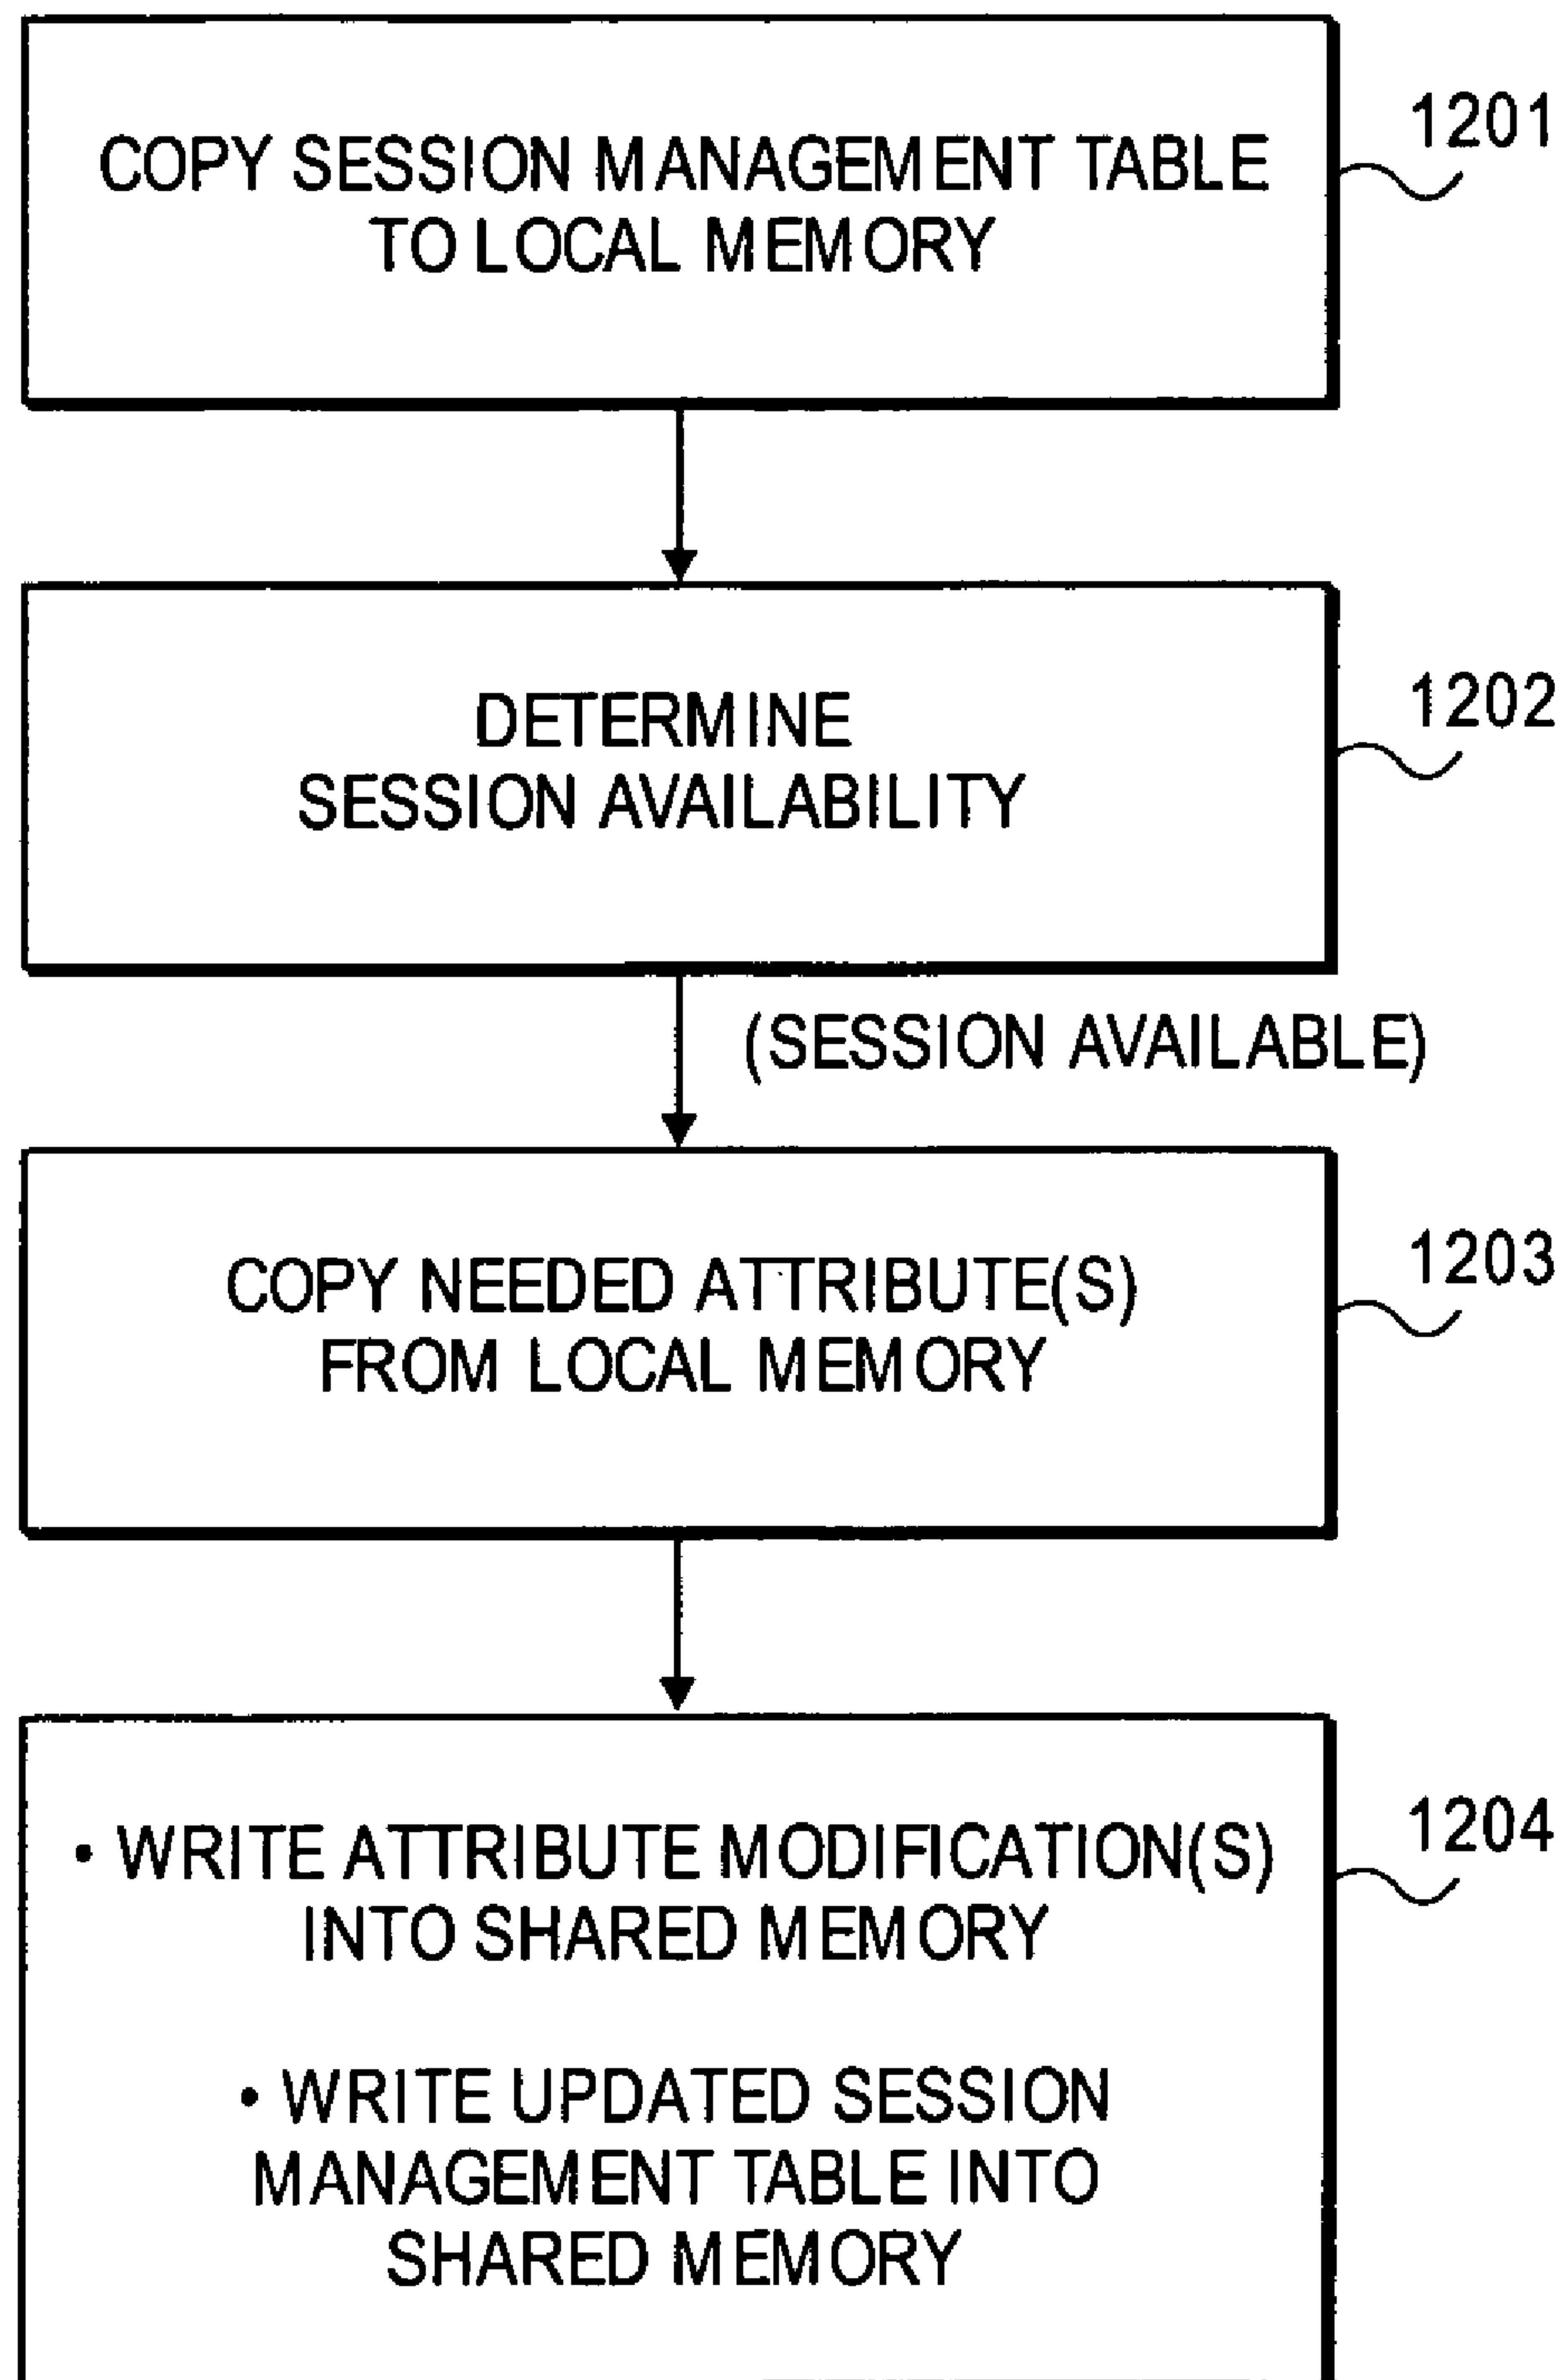 COPY SESSION MANAGEMENT TABLE
TO LOCAL MEMORY
1201
DETERMINE
SESSION AVAILABILITY
1202
(SESSION AVAILABLE)
COPY NEEDED ATTRIBUTE(S)
FROM LOCAL MEMORY
1203
• WRITE ATTRIBUTE MODIFICATION(S)
INTO SHARED MEMORY
• WRITE UPDATED SESSION
MANAGEMENT TABLE INTO
SHARED MEMORY
1204